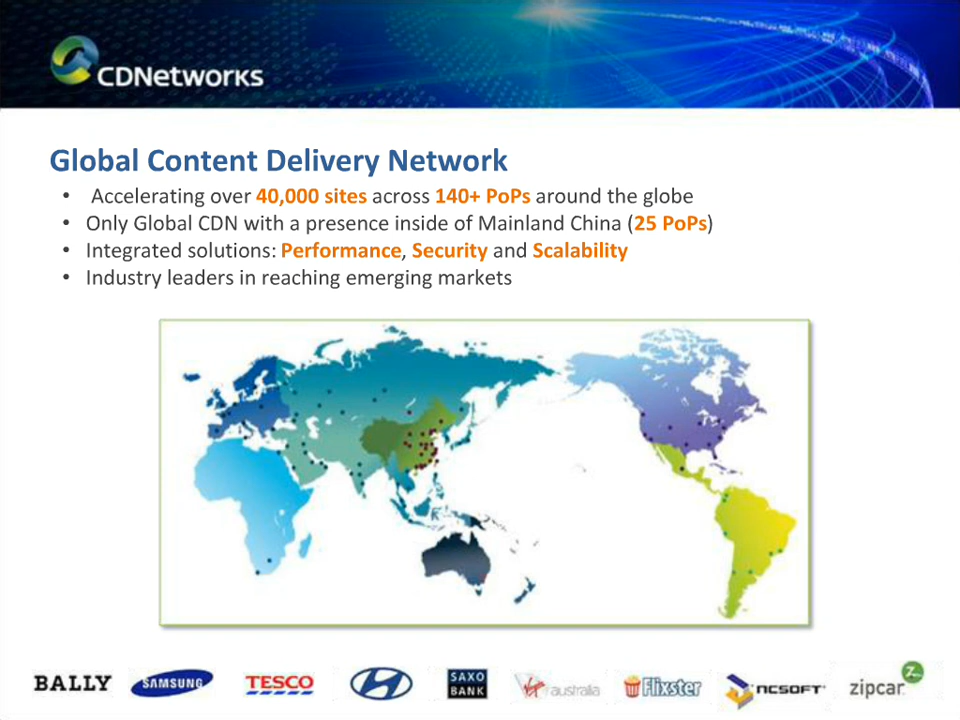 CDNetworks
Global Content Delivery Network
• Accelerating over 40,000 sites across 140+ PoPs around the globe
• Only Global CDN with a presence inside of Mainland China (25 PoPs)
• Integrated solutions: Performance, Security and Scalability
• Industry leaders in reaching emerging markets
BALLY
SAMSUNG
TESCO
SAXO
BANK
Virgin australia
Flixster
NCSOFT
zipcar